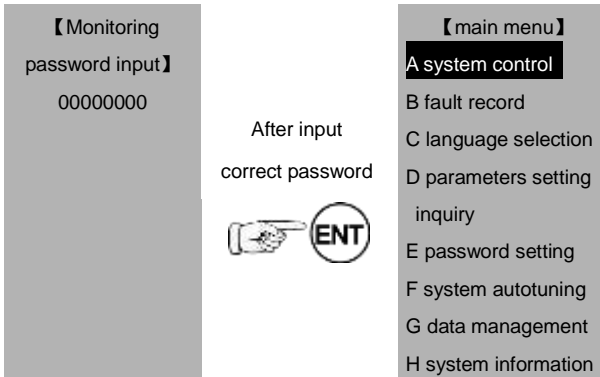 【Monitoring
password input】
00000000
After input
correct password
ENT
【main menu】
A system control
B fault record
C language selection
D parameters setting
inquiry
E password setting
F system autotuning
G data management
H system information